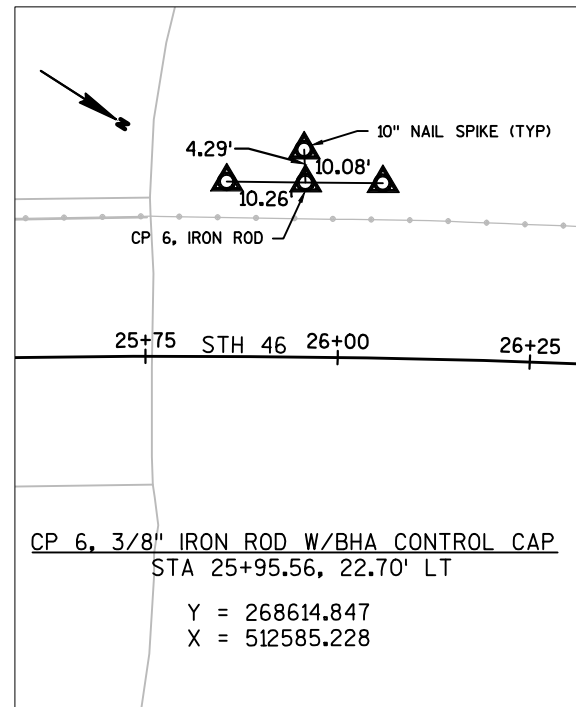 N
10" NAIL SPIKE (TYP)
4.29'
10.08'
10.26'
CP 6, IRON ROD
25+75 STH 46 26+00 26+25
CP 6, 3/8" IRON ROD W/BHA CONTROL CAP
STA 25+95.56, 22.70' LT
Y = 268614.847
X = 512585.228